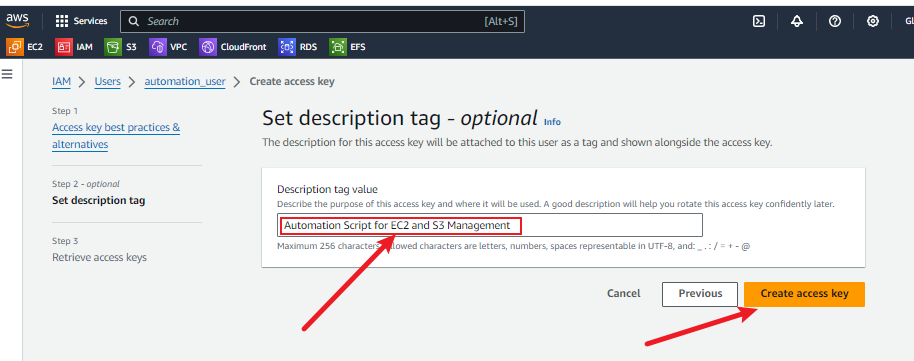 aws Services Search [Alt+S] Gl
EC2 IAM S3 VPC CloudFront RDS EFS
IAM > Users > automation_user > Create access key
Step 1
Access key best practices &
alternatives
Step 2 - optional
Set description tag
Step 3
Retrieve access keys
Set description tag - optional Info
The description for this access key will be attached to this user as a tag and shown alongside the access key.
Description tag value
Describe the purpose of this access key and where it will be used. A good description will help you rotate this access key confidently later.
Automation Script for EC2 and S3 Management
Maximum 256 characters. Allowed characters are letters, numbers, spaces representable in UTF-8, and: _ . : / = + - @
Cancel Previous Create access key